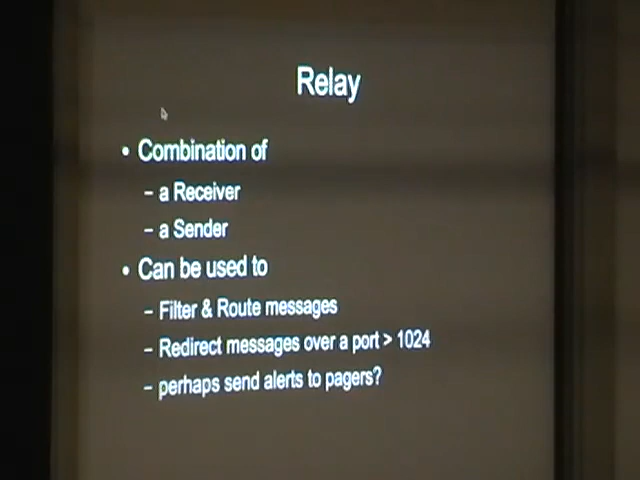 Relay
• Combination of
– a Receiver
– a Sender
• Can be used to
– Filter & Route messages
– Redirect messages over a port > 1024
– perhaps send alerts to pagers?